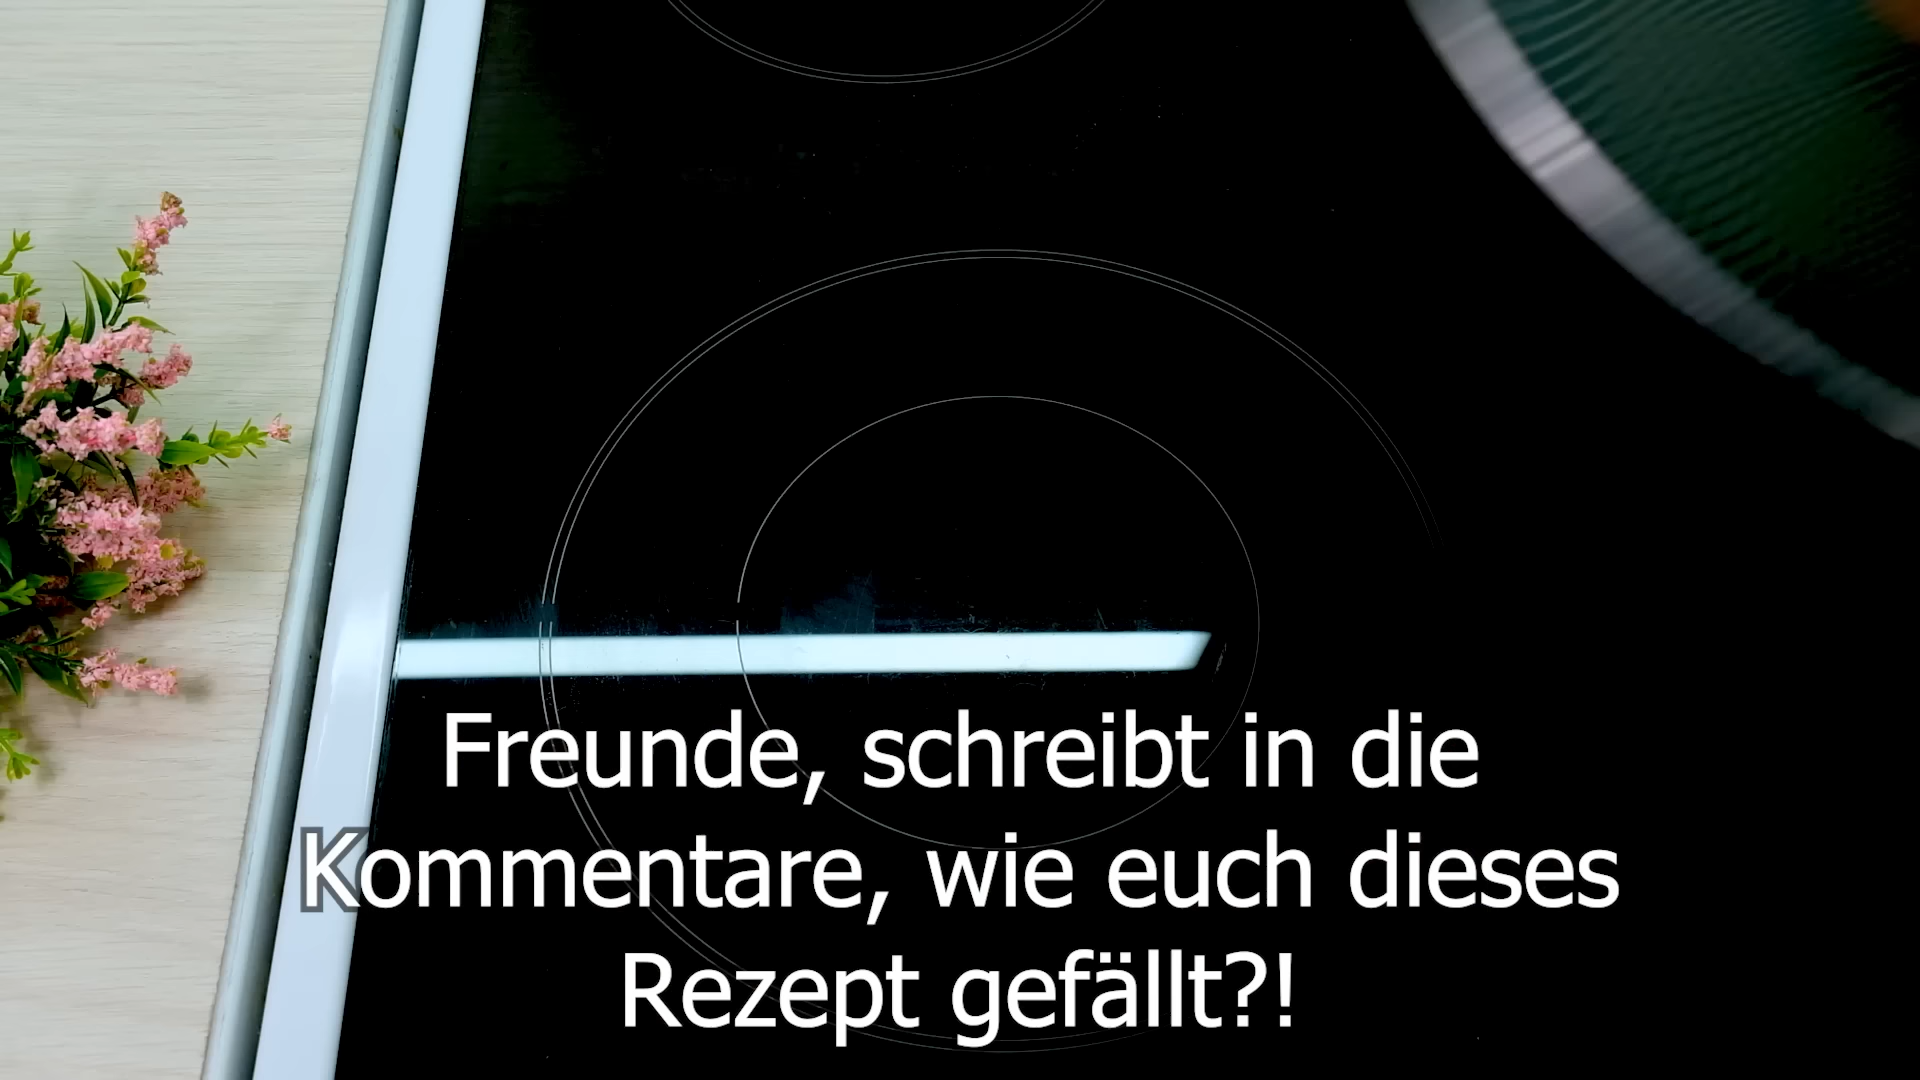 Freunde, schreibt in die
Kommentare, wie euch dieses
Rezept gefällt?!